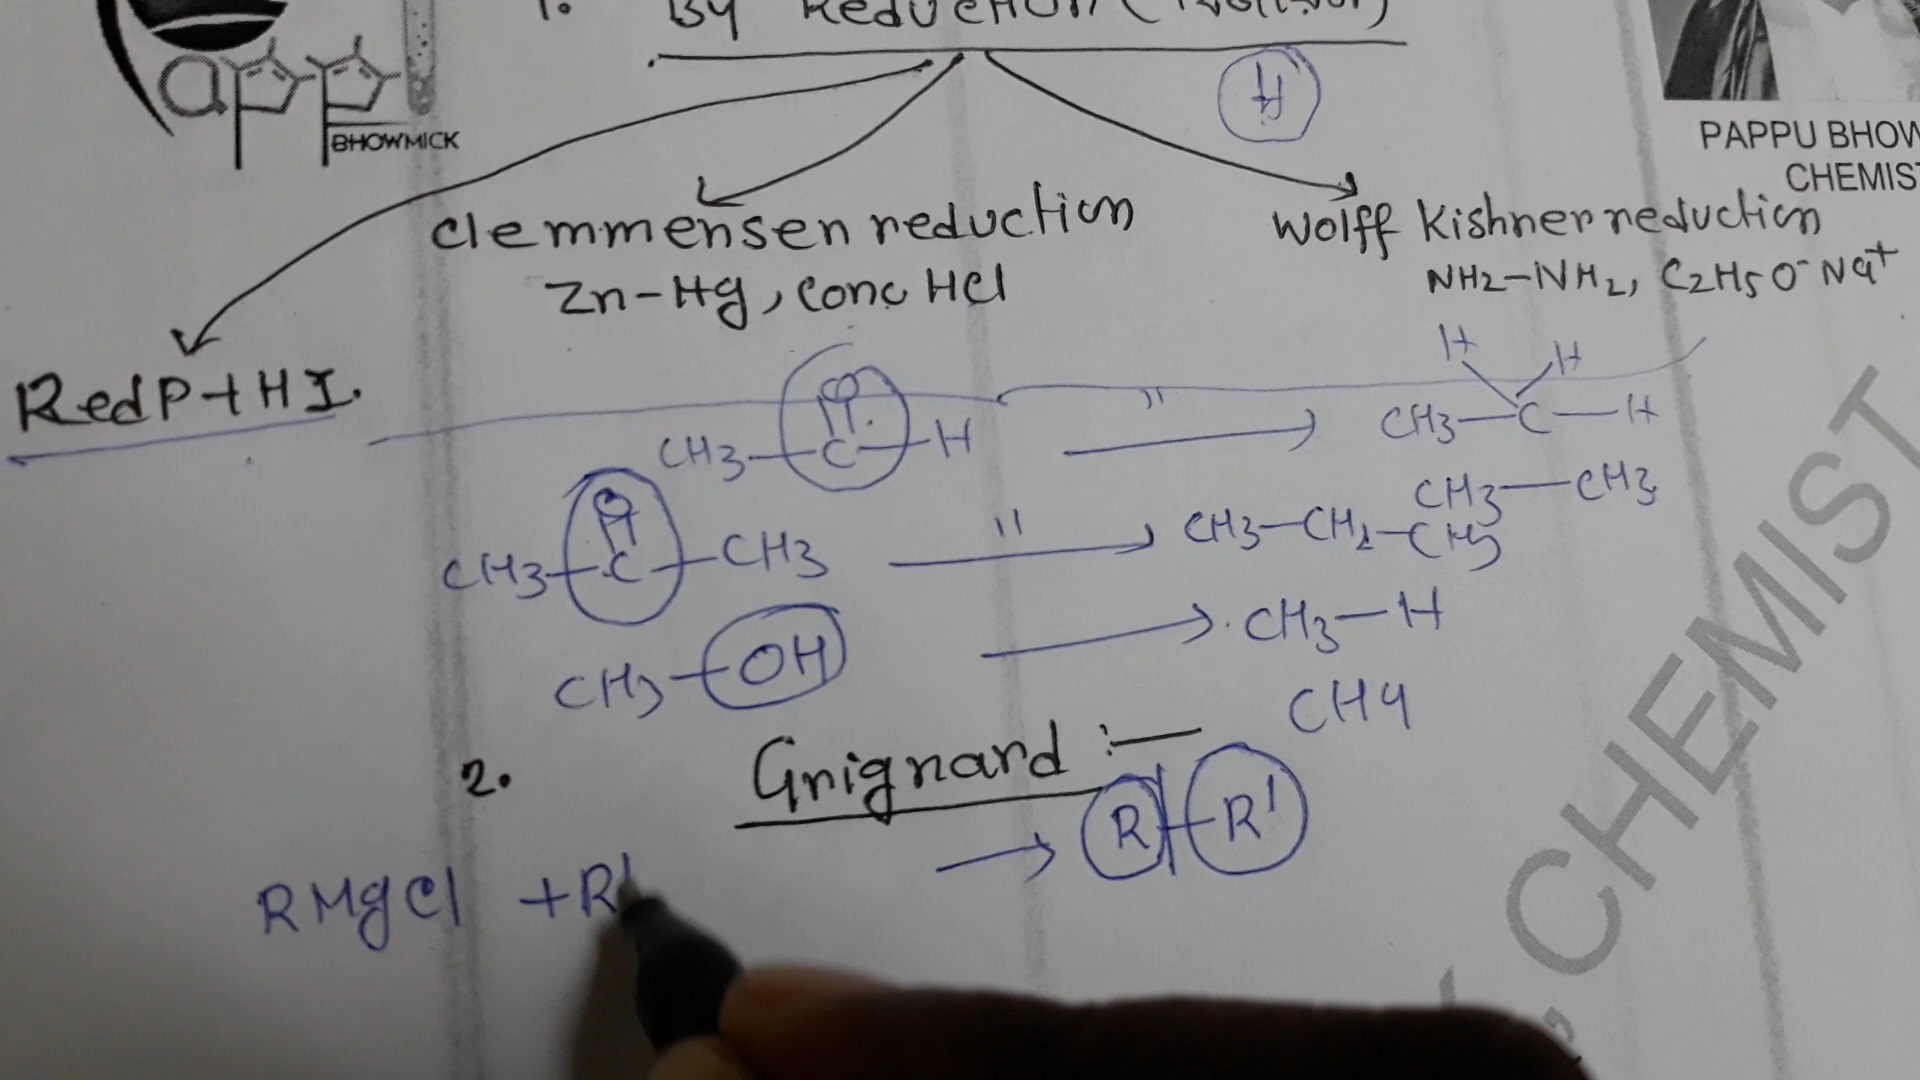 1. By Reduction (
H
BHOWMICK
PAPPU BHOW
CHEMIS
Clemmensen reduction
Zn-Hg, Conc HCl
Wolff Kishner reduction
NH2-NH2, C2H5O-Na+
Red P + HI.
CH3-C-H
O
"
H H
CH3-C-H
CH3-CH3
O
CH3-C-CH3
"
CH3-CH2-CH3
CH3-OH
CH3-H
CH4
2. Grignard :-
RMgCl + R'
R-R'
CHEMIST